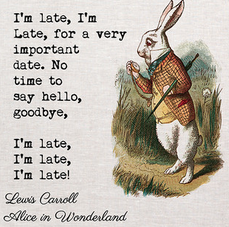 I'm late, I'm
Late, for a very
important
date. No
time to
say hello,
goodbye,
I'm late,
I'm late,
I'm late!
Lewis Carroll
Alice in Wonderland